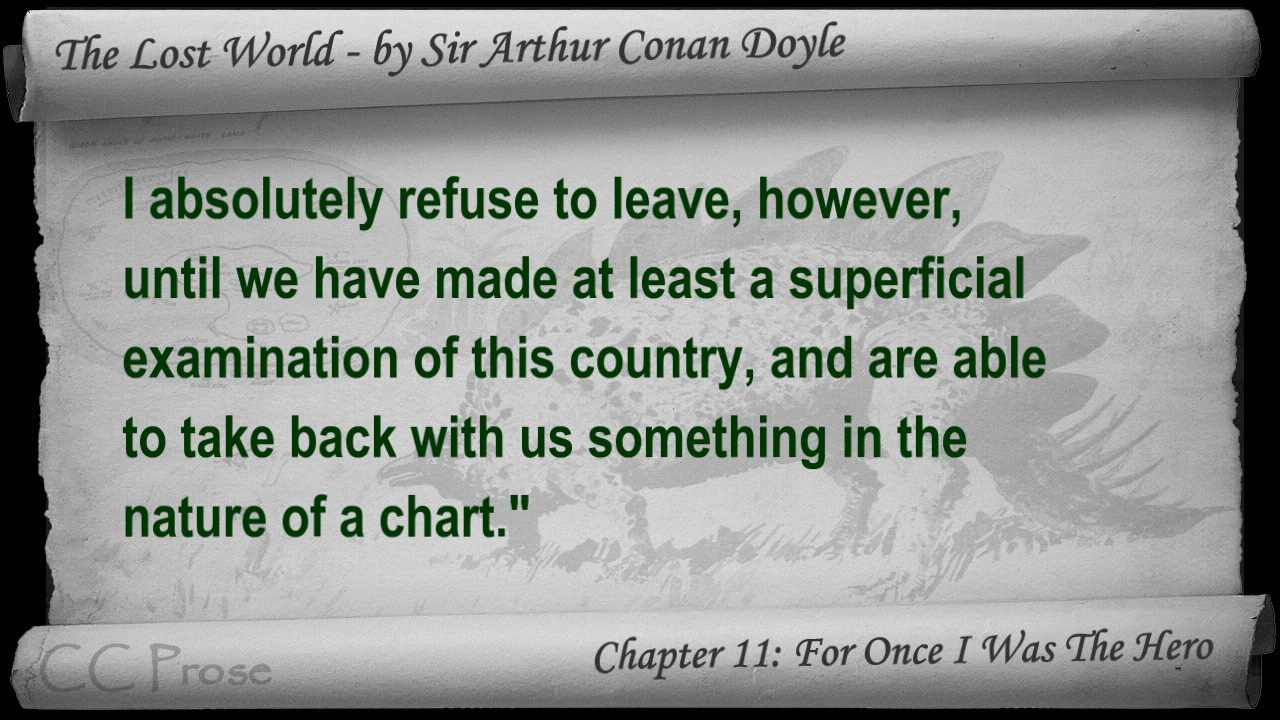 The Lost World - by Sir Arthur Conan Doyle
I absolutely refuse to leave, however,
until we have made at least a superficial
examination of this country, and are able
to take back with us something in the
nature of a chart."
CC Prose
Chapter 11: For Once I Was The Hero